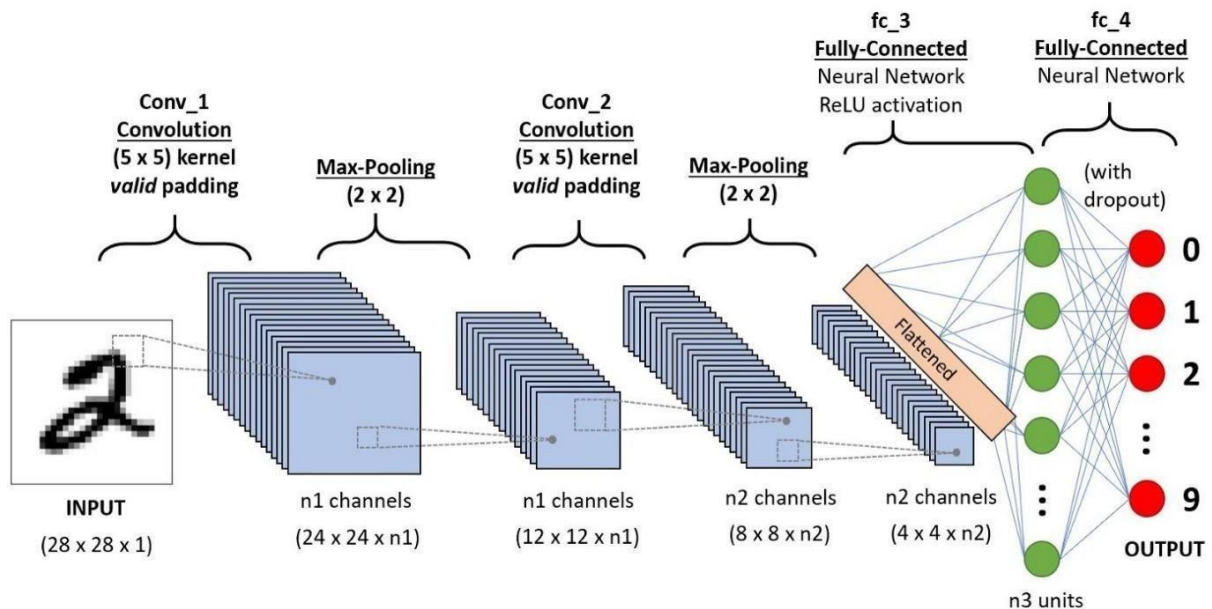 Conv_1
Convolution
(5 x 5) kernel
valid padding
Max-Pooling
(2 x 2)
Conv_2
Convolution
(5 x 5) kernel
valid padding
Max-Pooling
(2 x 2)
fc_3
Fully-Connected
Neural Network
ReLU activation
fc_4
Fully-Connected
Neural Network
(with
dropout)
Flattened
0
1
2
9
2
INPUT
(28 x 28 x 1)
n1 channels
(24 x 24 x n1)
n1 channels
(12 x 12 x n1)
n2 channels
(8 x 8 x n2)
n2 channels
(4 x 4 x n2)
n3 units
OUTPUT